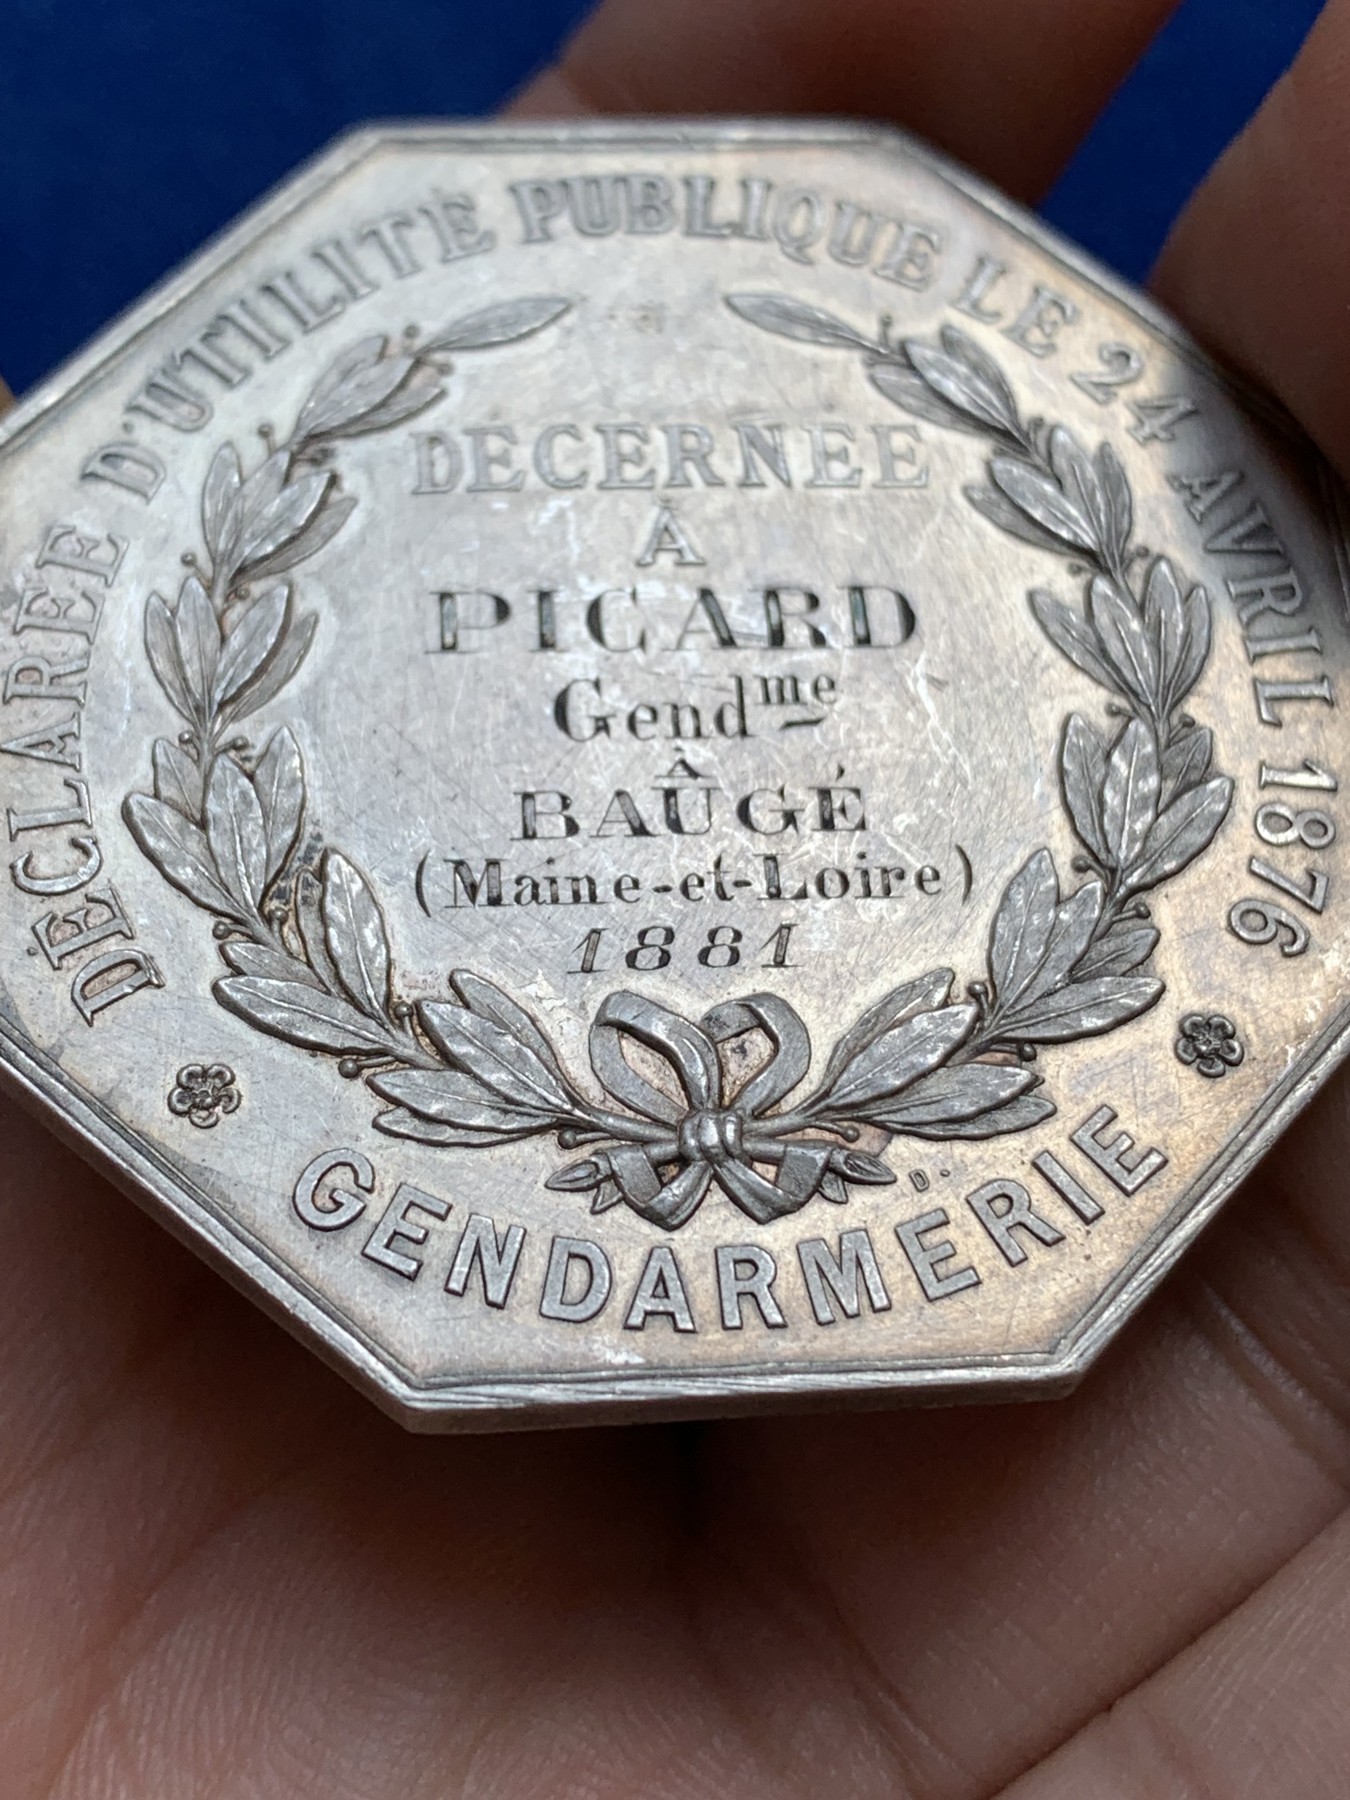 DÉCLARÉE D'UTILITÉ PUBLIQUE LE 24 AVRIL 1876
DÉCERNÉE
À
PICARD
Gendme
À
BAUGÉ
(Maine-et-Loire)
1881
D.
GENDARMERIE